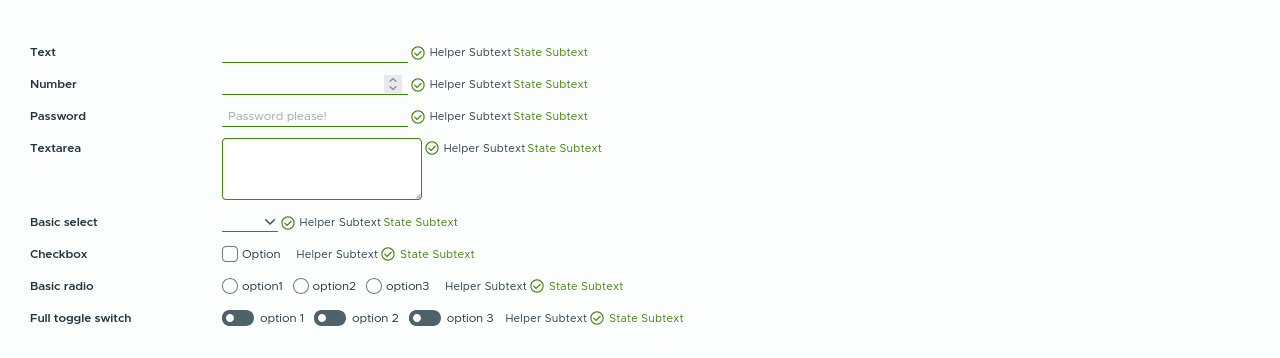 Text Helper Subtext State Subtext
Number Helper Subtext State Subtext
Password Password please! Helper Subtext State Subtext
Textarea Helper Subtext State Subtext
Basic select Helper Subtext State Subtext
Checkbox Option Helper Subtext State Subtext
Basic radio option1 option2 option3 Helper Subtext State Subtext
Full toggle switch option 1 option 2 option 3 Helper Subtext State Subtext